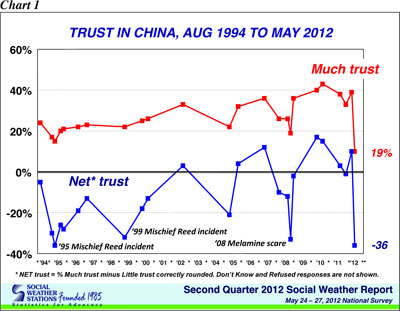 Chart 1
TRUST IN CHINA, AUG 1994 TO MAY 2012
60%
40%
20%
0%
-20%
-40%
Much trust
19%
Net* trust
-36
'99 Mischief Reed incident
'95 Mischief Reed incident
'08 Melamine scare
'94 * '95 * '96 * '97 * '98 * '99 * '00 * '01 * '02 * '03 * '04 * '05 * '06 * '07 * '08 * '09 * '10 * '11 * '12 **
* NET trust = % Much trust minus Little trust correctly rounded. Don't Know and Refused responses are not shown.
SOCIAL
WEATHER
STATIONS Founded 1985
Statistics for Advocacy
Second Quarter 2012 Social Weather Report
May 24 – 27, 2012 National Survey